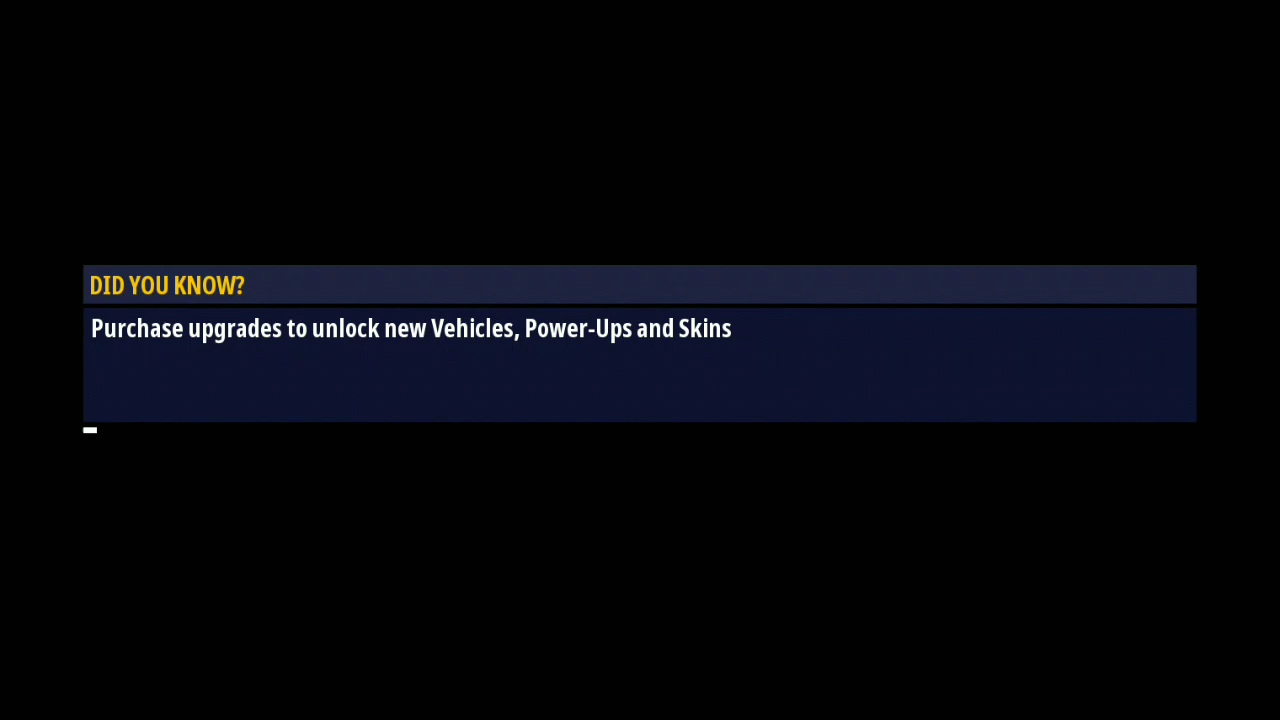 DID YOU KNOW?
Purchase upgrades to unlock new Vehicles, Power-Ups and Skins